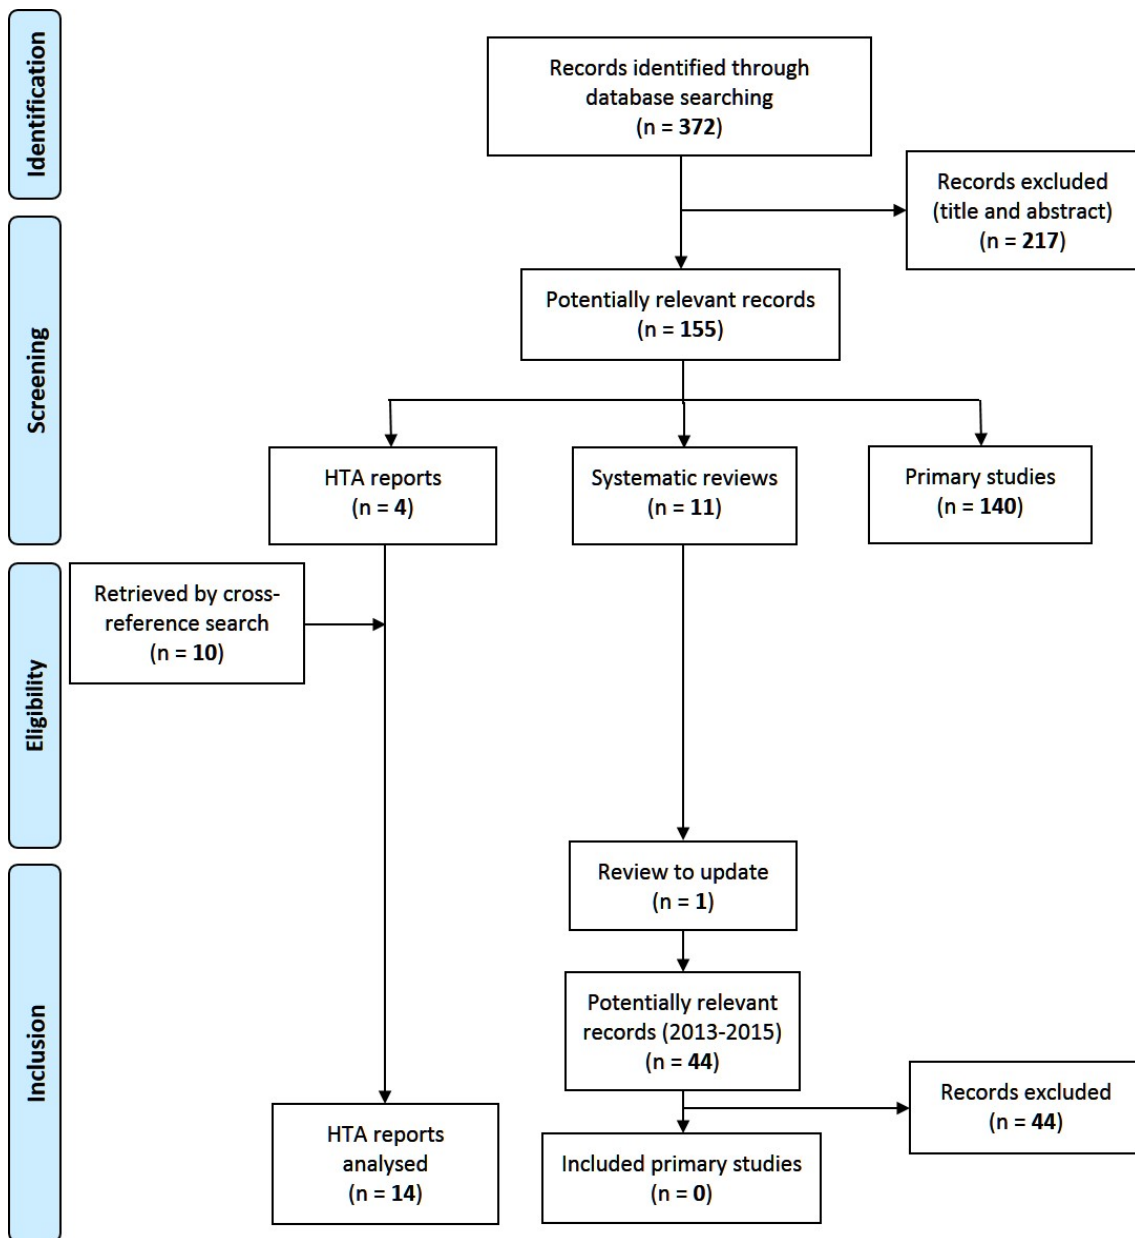 Identification
Records identified through
database searching
(n = 372)
Records excluded
(title and abstract)
(n = 217)
Screening
Potentially relevant records
(n = 155)
HTA reports
(n = 4)
Systematic reviews
(n = 11)
Primary studies
(n = 140)
Eligibility
Retrieved by cross-
reference search
(n = 10)
Review to update
(n = 1)
Inclusion
Potentially relevant
records (2013-2015)
(n = 44)
Records excluded
(n = 44)
HTA reports
analysed
(n = 14)
Included primary studies
(n = 0)